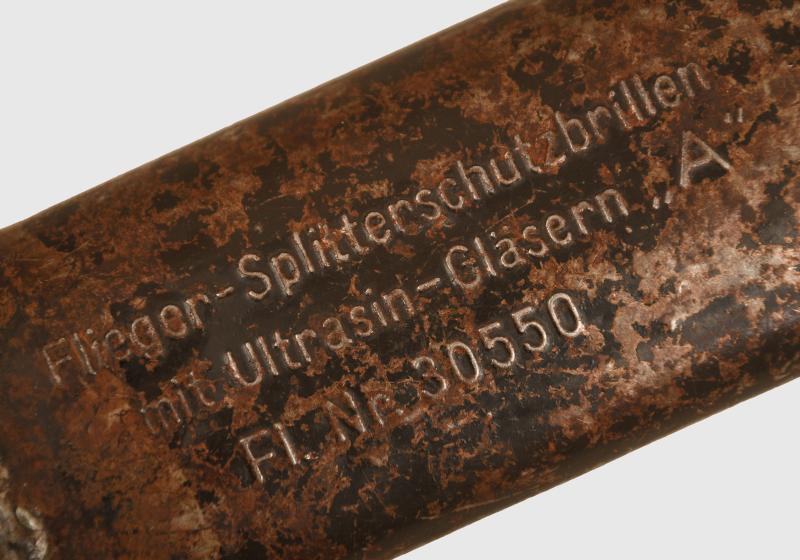 Flieger-Splitterschutzbrillen
mit Ultrasin-Gläsern „A“
Fl. Nr. 30550